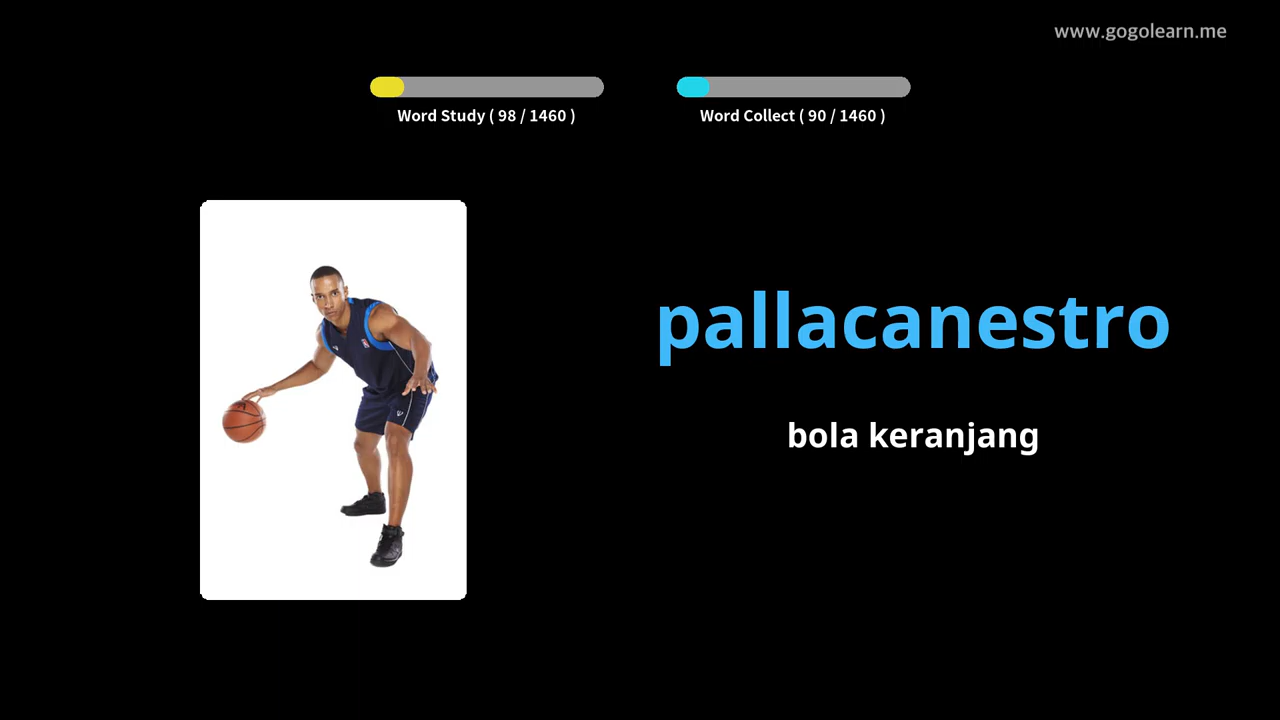 www.gogolearn.me
Word Study ( 98 / 1460 )
Word Collect ( 90 / 1460 )
pallacanestro
bola keranjang